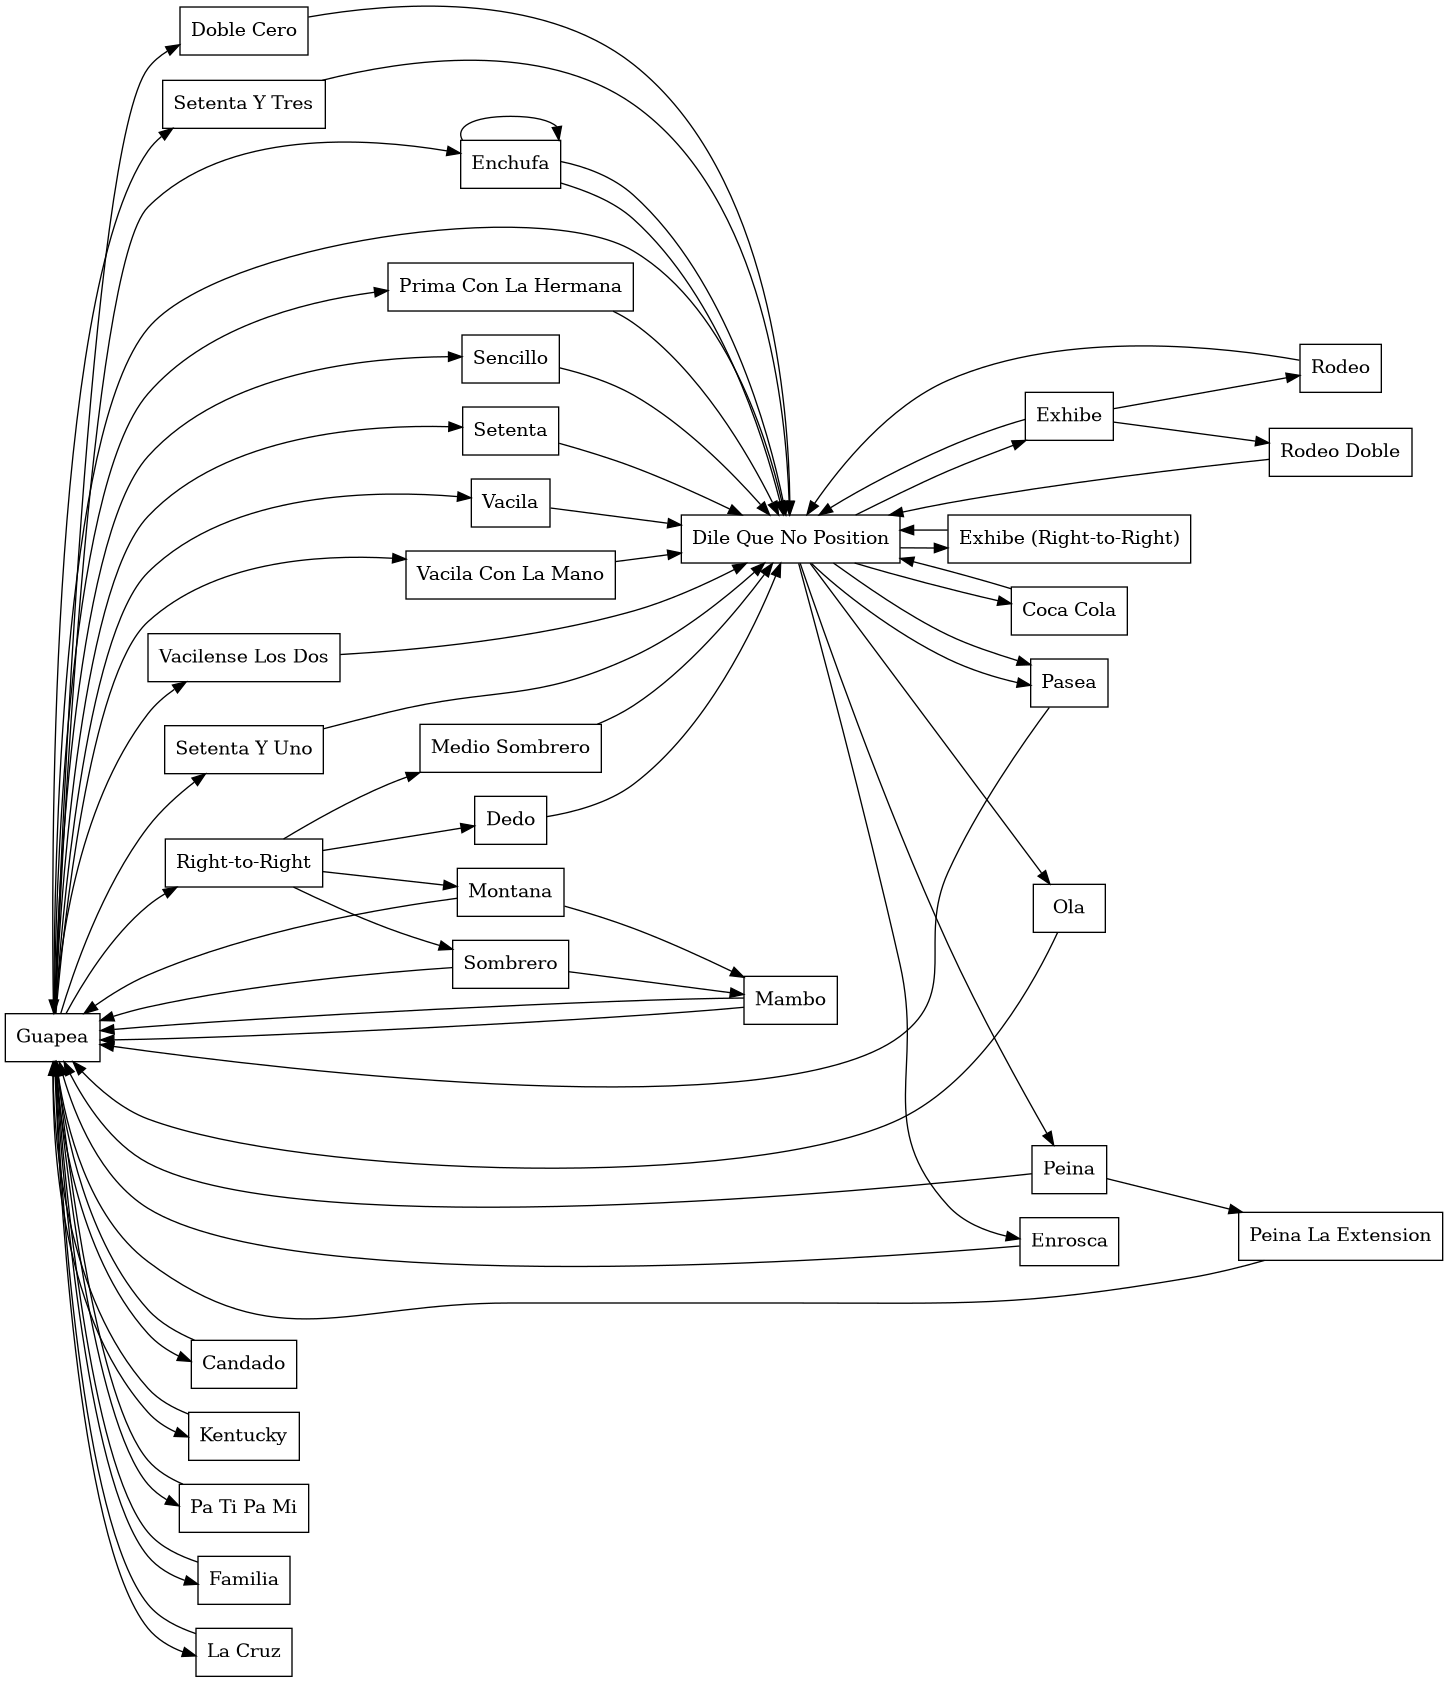 Doble Cero
Setenta Y Tres
Enchufa
Prima Con La Hermana
Sencillo
Rodeo
Exhibe
Setenta
Rodeo Doble
Vacila
Dile Que No Position
Exhibe (Right-to-Right)
Vacila Con La Mano
Coca Cola
Vacilense Los Dos
Pasea
Setenta Y Uno
Medio Sombrero
Dedo
Right-to-Right
Montana
Ola
Sombrero
Mambo
Guapea
Peina
Peina La Extension
Enrosca
Candado
Kentucky
Pa Ti Pa Mi
Familia
La Cruz